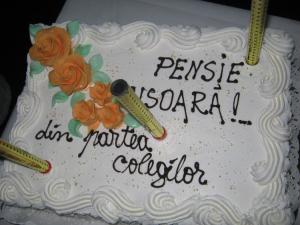 PENSIE
USOARĂ!
din partea
colegilor